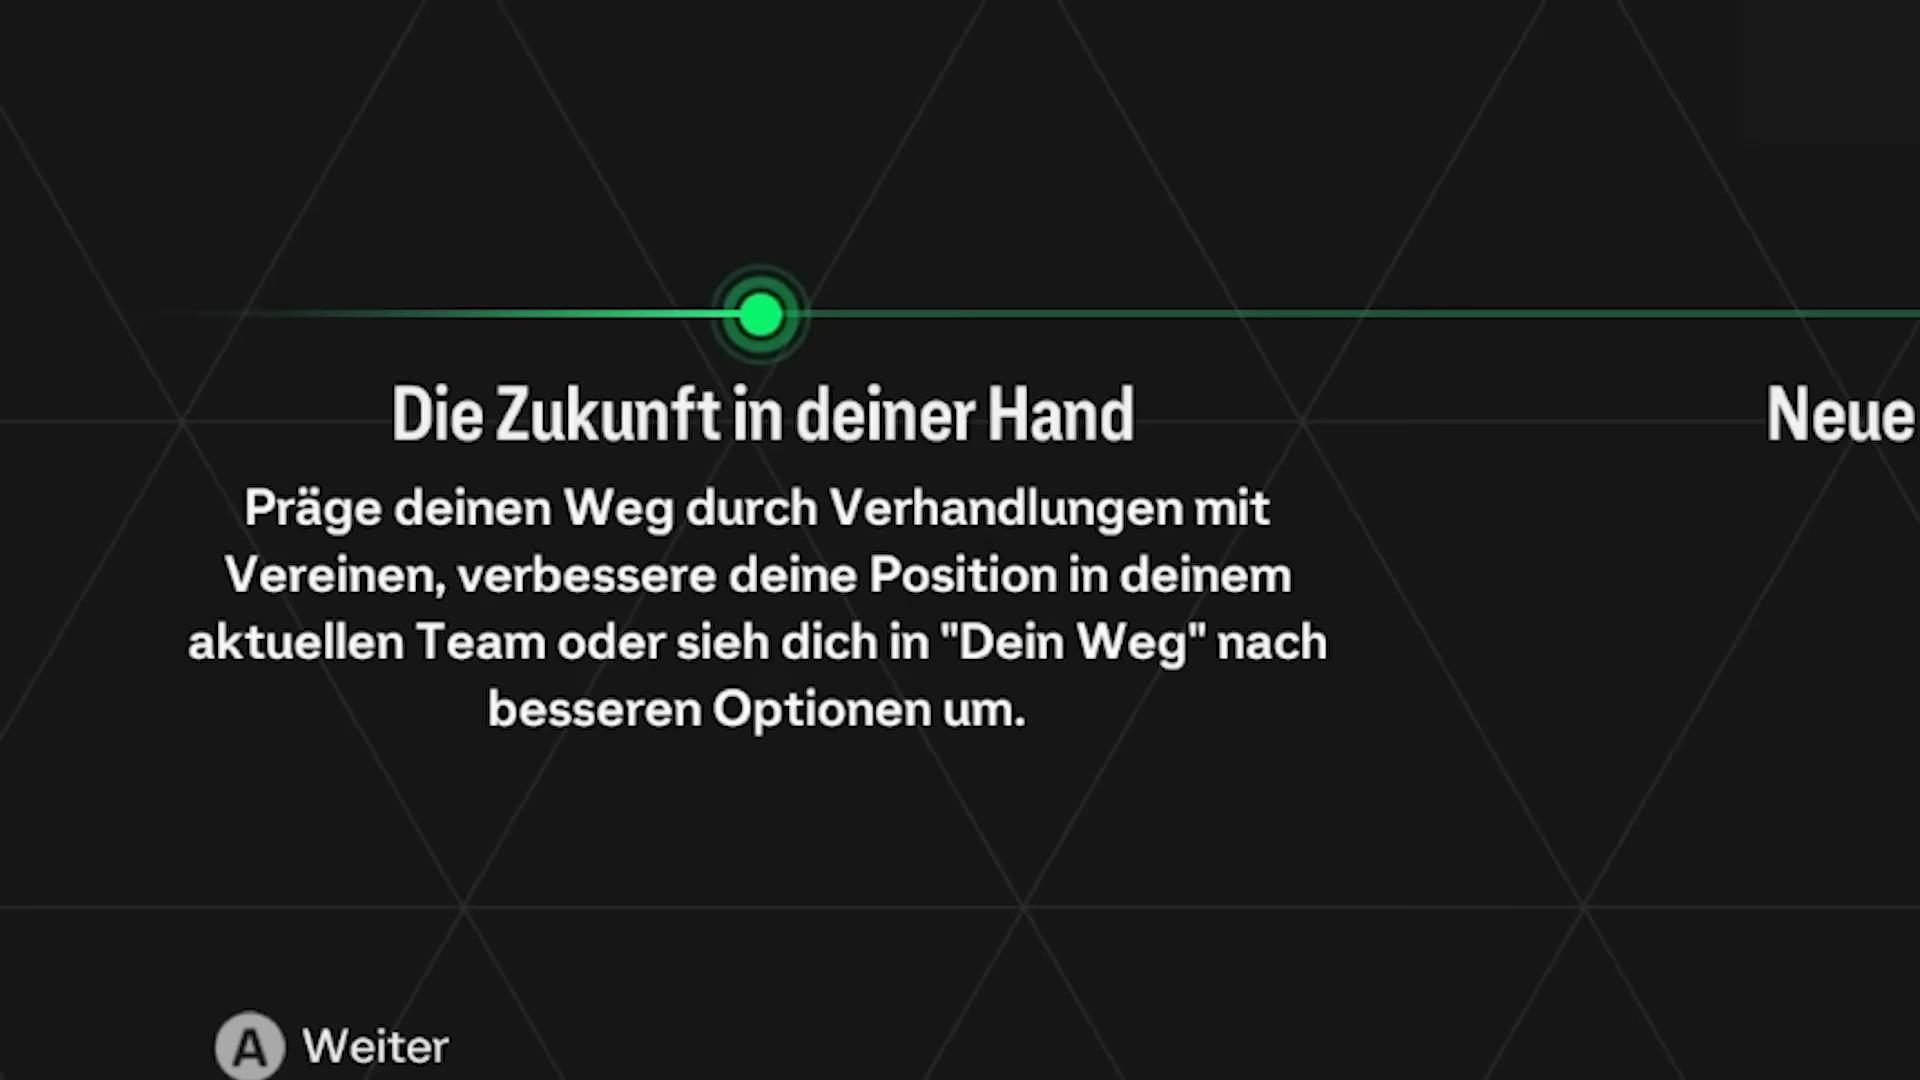 Die Zukunft in deiner Hand
Präge deinen Weg durch Verhandlungen mit
Vereinen, verbessere deine Position in deinem
aktuellen Team oder sieh dich in "Dein Weg" nach
besseren Optionen um.
Neue
A Weiter